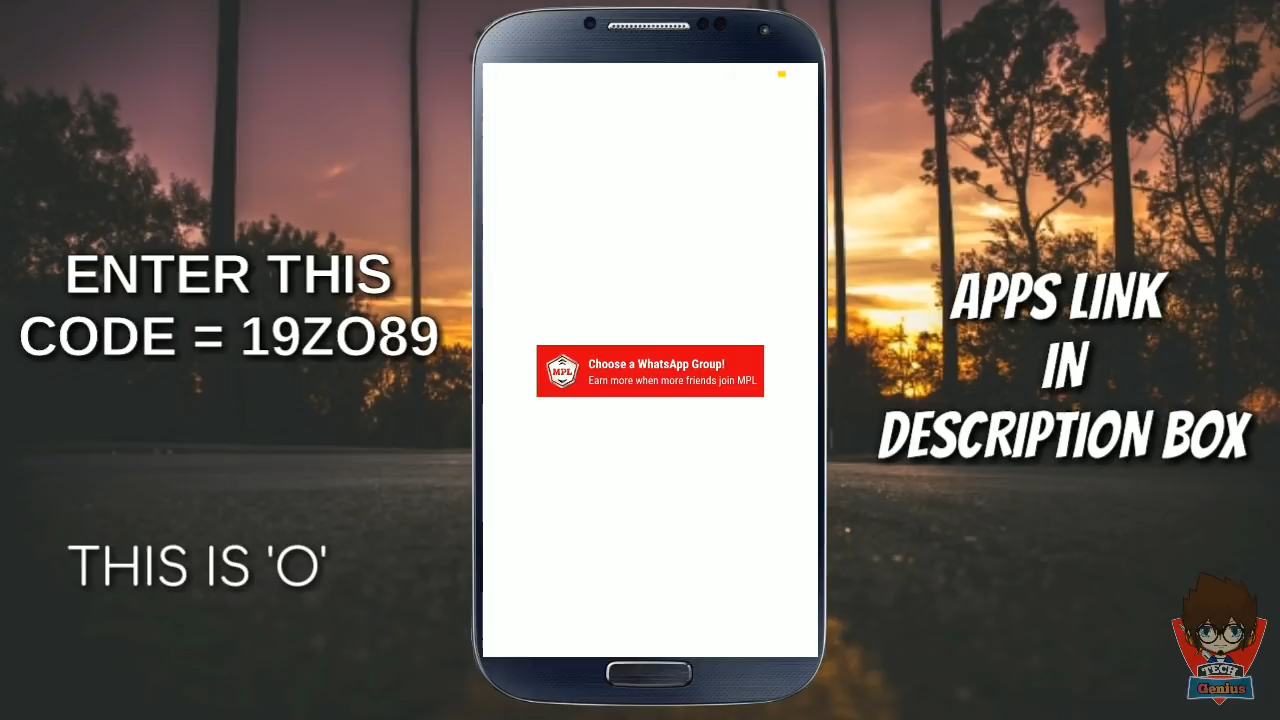 ENTER THIS
CODE = 19ZO89
THIS IS 'O'
MPL
Choose a WhatsApp Group!
Earn more when more friends join MPL
APPS LINK
IN
DESCRIPTION BOX
TECH
Genius